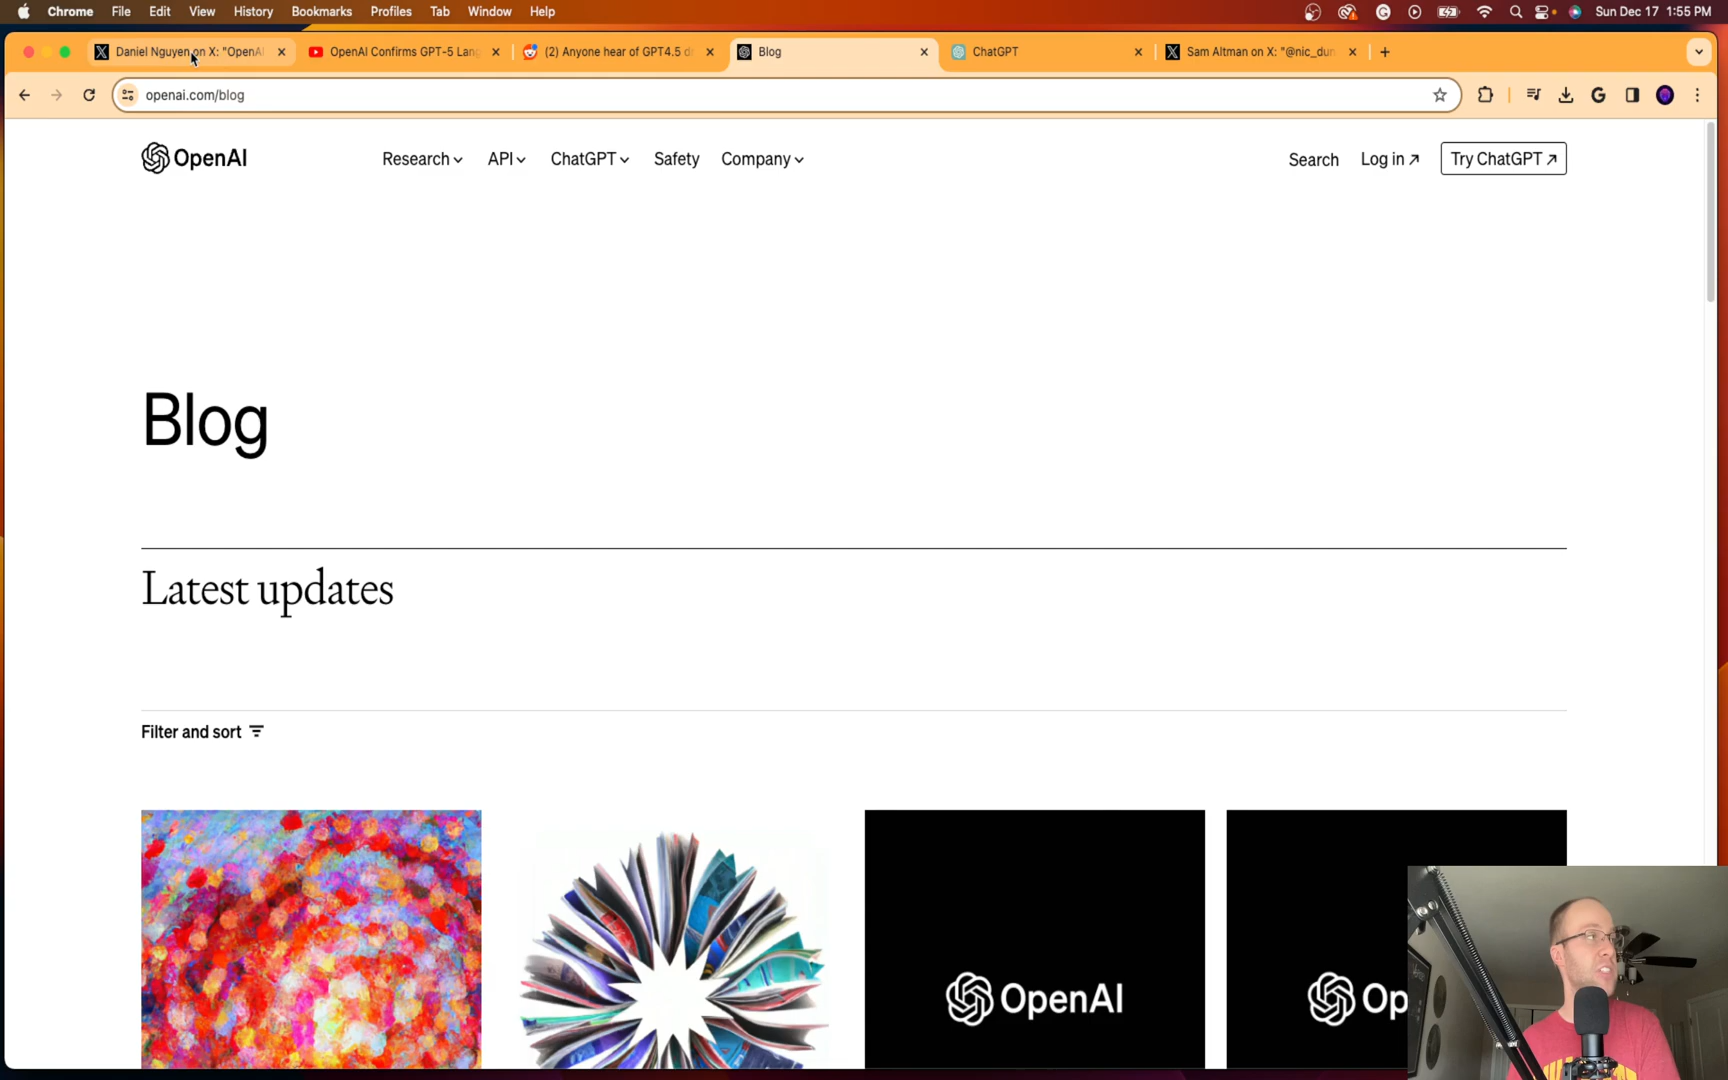 Chrome File Edit View History Bookmarks Profiles Tab Window Help
Sun Dec 17 1:55 PM
Daniel Nguyen on X: "OpenAI
OpenAI Confirms GPT-5 Lang
(2) Anyone hear of GPT4.5 d
Blog
ChatGPT
Sam Altman on X: "@nic_dun
openai.com/blog
OpenAI
Research API ChatGPT Safety Company
Search Log in ↗ Try ChatGPT ↗
Blog
Latest updates
Filter and sort
OpenAI
Op